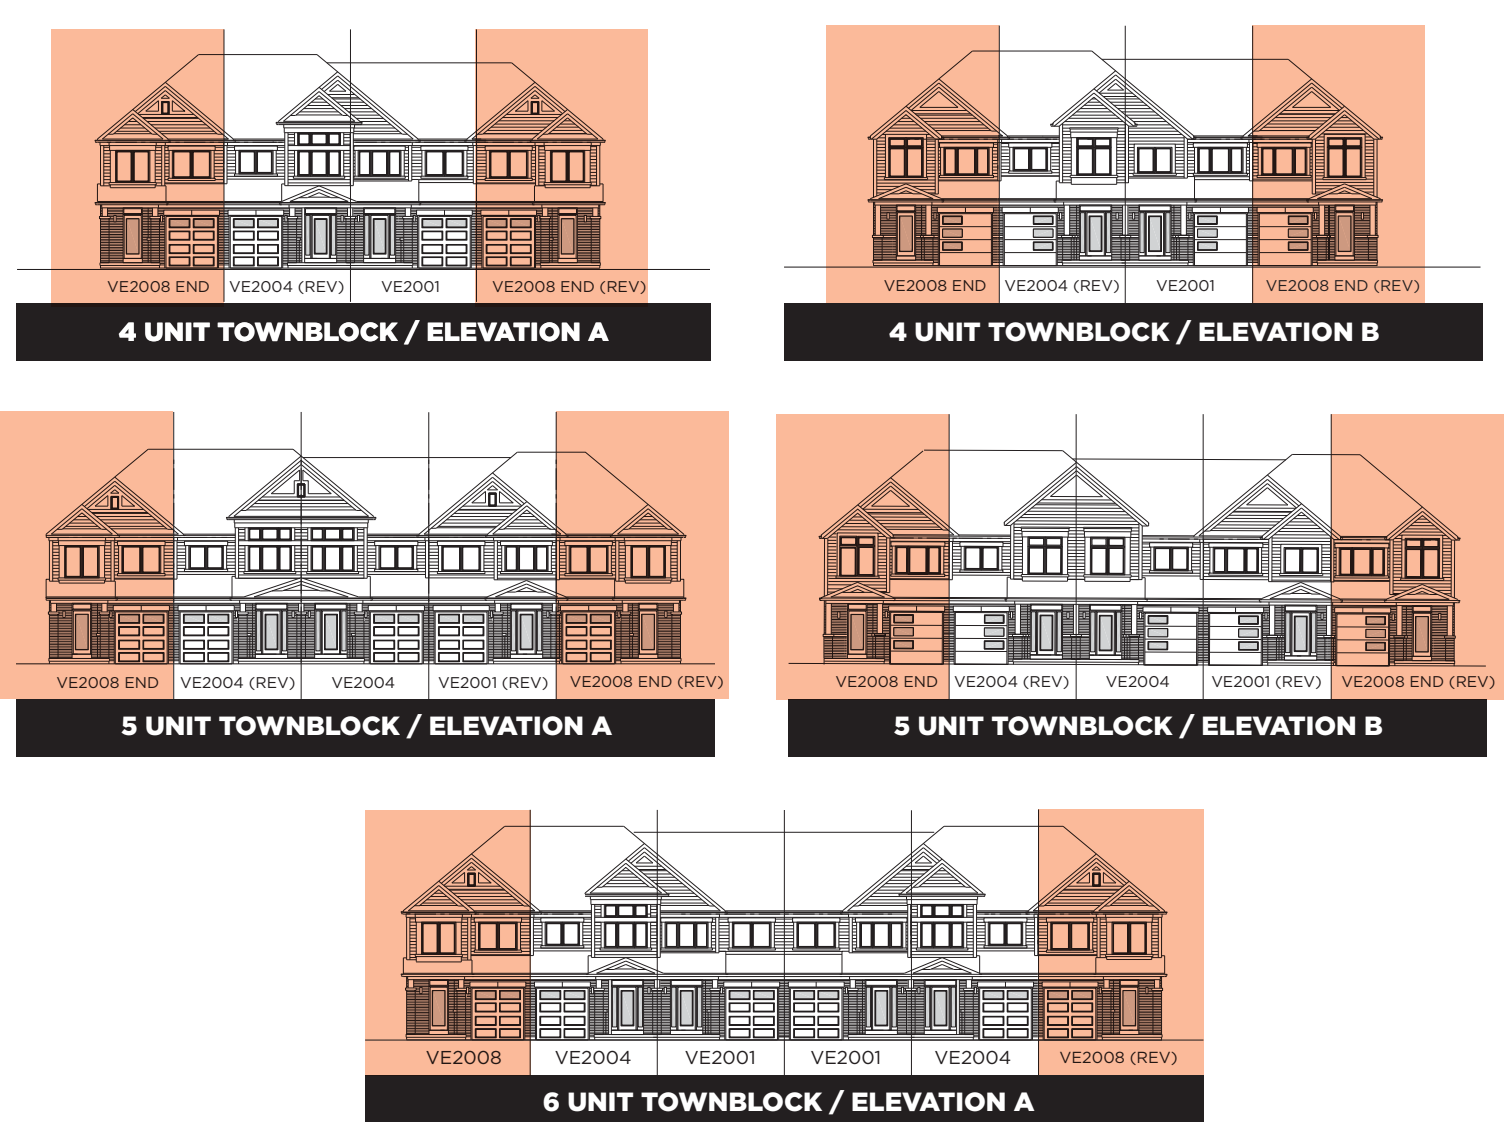 VE2008 END VE2004 (REV) VE2001 VE2008 END (REV)
4 UNIT TOWNBLOCK / ELEVATION A
VE2008 END VE2004 (REV) VE2001 VE2008 END (REV)
4 UNIT TOWNBLOCK / ELEVATION B
VE2008 END VE2004 (REV) VE2004 VE2001 (REV) VE2008 END (REV)
5 UNIT TOWNBLOCK / ELEVATION A
VE2008 END VE2004 (REV) VE2004 VE2001 (REV) VE2008 END (REV)
5 UNIT TOWNBLOCK / ELEVATION B
VE2008 VE2004 VE2001 VE2001 VE2004 VE2008 (REV)
6 UNIT TOWNBLOCK / ELEVATION A